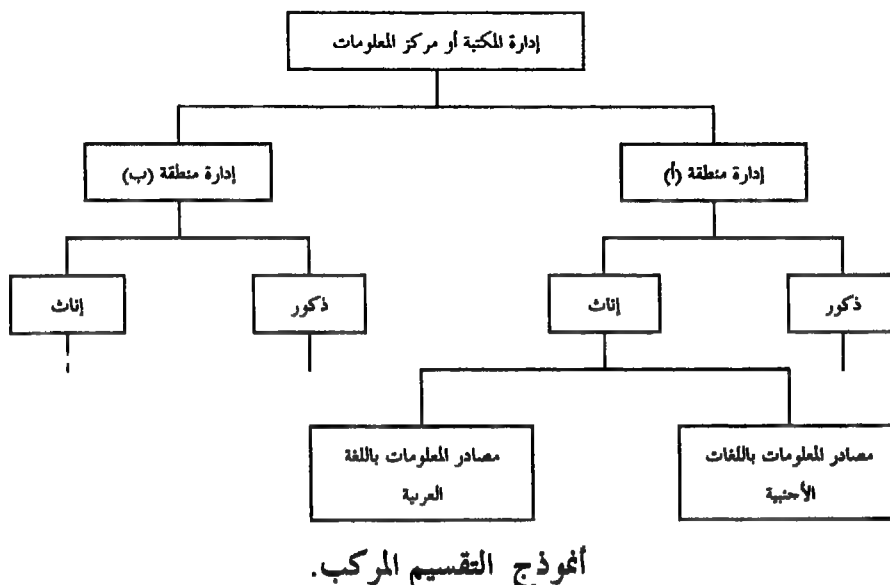 إدارة المكتبة أو مركز المعلومات
إدارة منطقة (أ)
إدارة منطقة (ب)
ذكور
إناث
ذكور
إناث
مصادر المعلومات باللغات
الأجنبية
مصادر المعلومات باللغة
العربية
أنموذج التقسيم المركب.